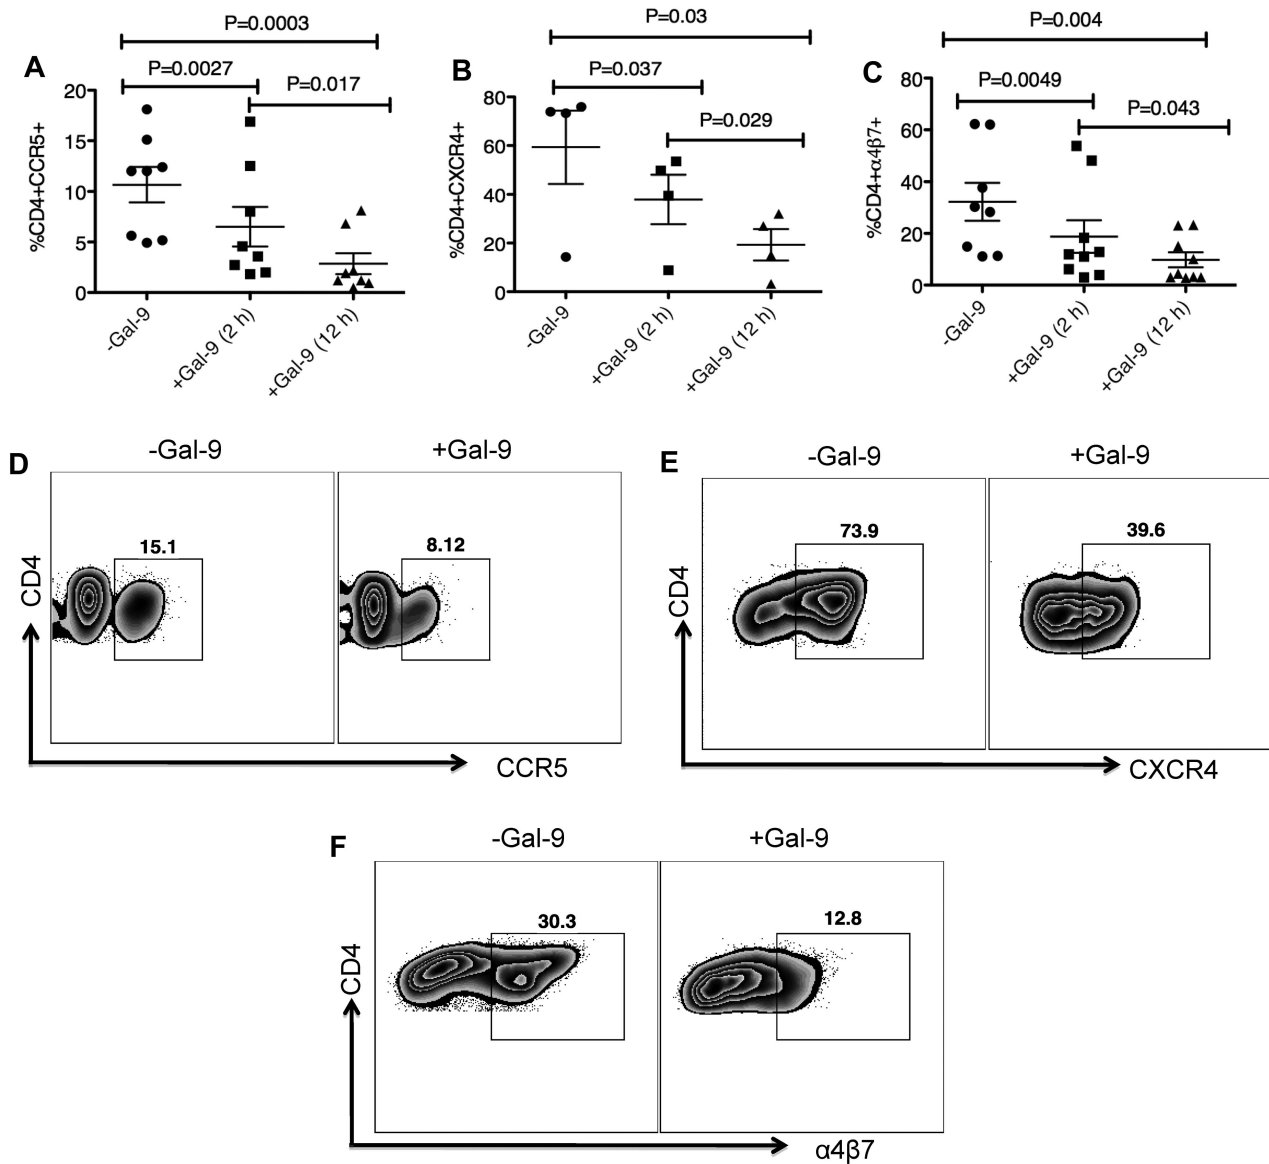 A
P=0.0003
P=0.0027
P=0.017
%CD4+CCR5+
20
15
10
5
0
-Gal-9
+Gal-9 (2 h)
+Gal-9 (12 h)
B
P=0.03
P=0.037
P=0.029
%CD4+CXCR4+
80
60
40
20
0
-Gal-9
+Gal-9 (2 h)
+Gal-9 (12 h)
C
P=0.004
P=0.0049
P=0.043
%CD4+α4β7+
80
60
40
20
0
-Gal-9
+Gal-9 (2 h)
+Gal-9 (12 h)
D
-Gal-9
+Gal-9
15.1
8.12
CD4
CCR5
E
-Gal-9
+Gal-9
73.9
39.6
CD4
CXCR4
F
-Gal-9
+Gal-9
30.3
12.8
CD4
α4β7